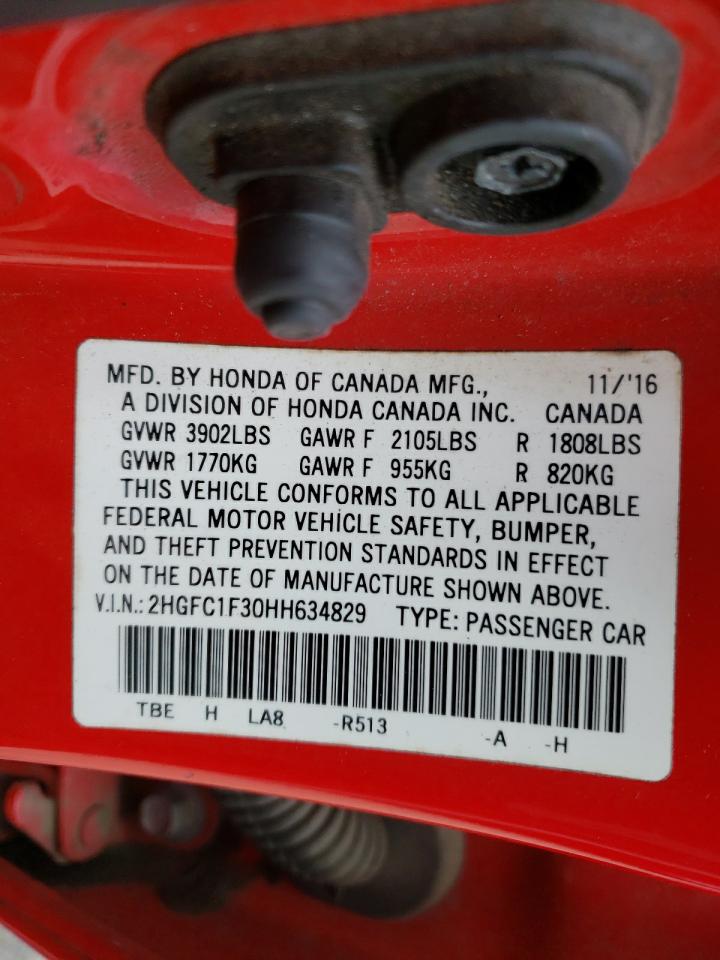 MFD. BY HONDA OF CANADA MFG., 11/'16
A DIVISION OF HONDA CANADA INC. CANADA
GVWR 3902LBS GAWR F 2105LBS R 1808LBS
GVWR 1770KG GAWR F 955KG R 820KG
THIS VEHICLE CONFORMS TO ALL APPLICABLE
FEDERAL MOTOR VEHICLE SAFETY, BUMPER,
AND THEFT PREVENTION STANDARDS IN EFFECT
ON THE DATE OF MANUFACTURE SHOWN ABOVE.
V.I.N.: 2HGFC1F30HH634829 TYPE: PASSENGER CAR
TBE H LA8 -R513 -A -H